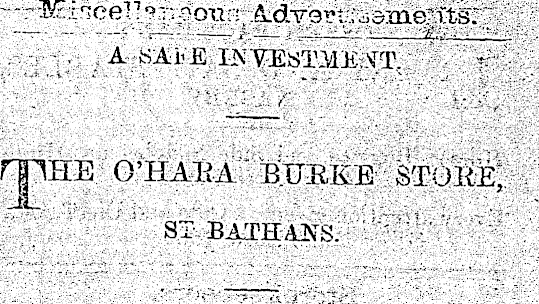 Miscellaneous Advertisements.
A SAFE INVESTMENT.
THE O'HARA BURKE STORE,
ST BATHANS.